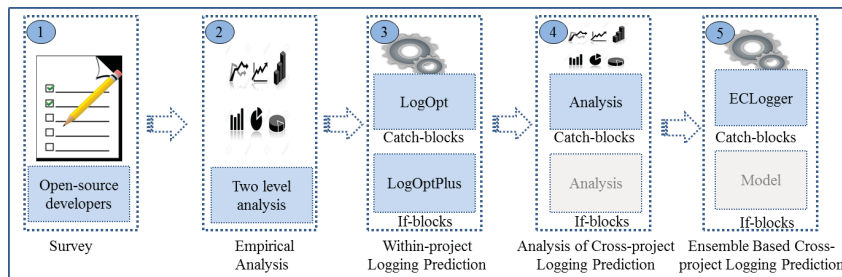 1
Open-source
developers
Survey
2
Two level
analysis
Empirical
Analysis
3
LogOpt
Catch-blocks
LogOptPlus
If-blocks
Within-project
Logging Prediction
4
Analysis
Catch-blocks
Analysis
If-blocks
Analysis of Cross-project
Logging Prediction
5
ECLogger
Catch-blocks
Model
If-blocks
Ensemble Based Cross-
project Logging Prediction